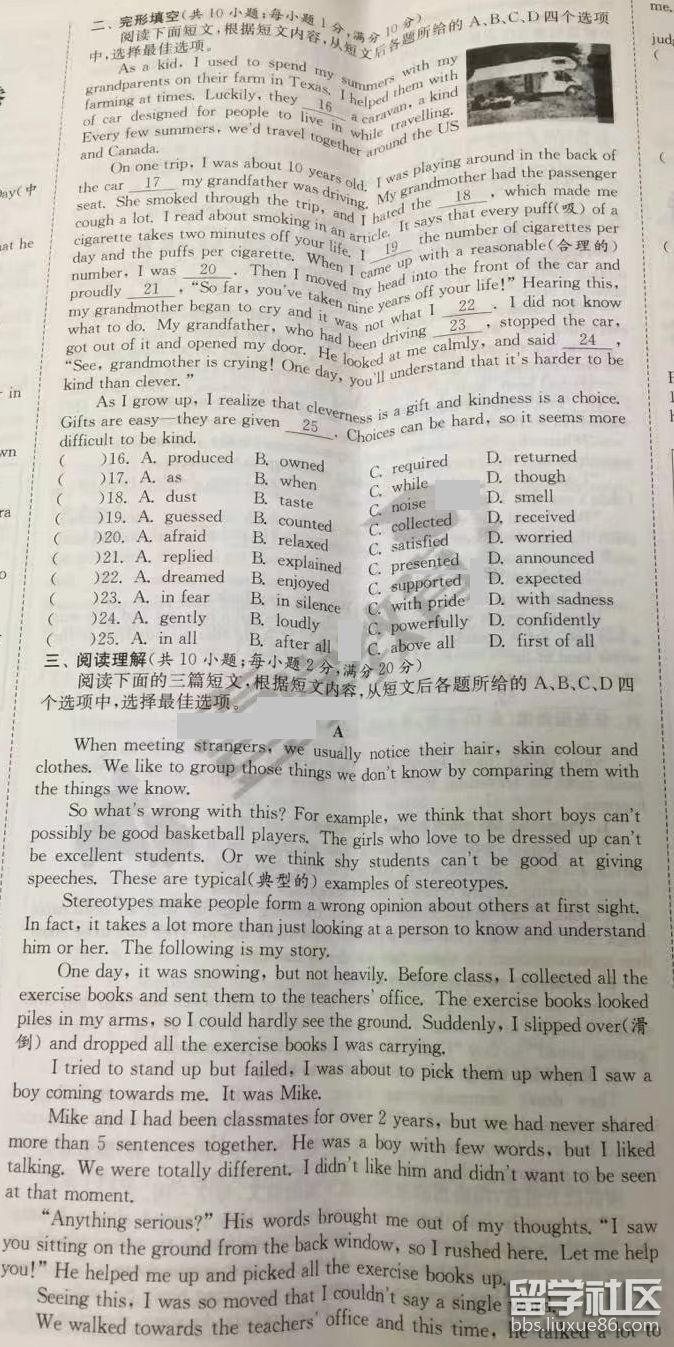 二、完形填空(共 10 小题;每小题 1 分,满分 10 分)
阅读下面短文,根据短文内容,从短文后各题所给的 A、B、C、D 四个选项
中,选择最佳选项。
As a kid, I used to spend my summers with my
grandparents on their farm in Texas. I helped them with
farming at times. Luckily, they 16 a caravan, a kind
of car designed for people to live in while travelling.
Every few summers, we'd travel together around the US
and Canada.
On one trip, I was about 10 years old. I was playing around in the back of
the car 17 my grandfather was driving. My grandmother had the passenger
seat. She smoked through the trip, and I hated the 18 , which made me
cough a lot. I read about smoking in an article. It says that every puff(吸) of a
cigarette takes two minutes off your life. I 19 the number of cigarettes per
day and the puffs per cigarette. When I came up with a reasonable(合理的)
number, I was 20 . Then I moved my head into the front of the car and
proudly 21 , "So far, you've taken nine years off your life!" Hearing this,
my grandmother began to cry and it was not what I 22 . I did not know
what to do. My grandfather, who had been driving 23 , stopped the car,
got out of it and opened my door. He looked at me calmly, and said 24 ,
"See, grandmother is crying! One day, you'll understand that it's harder to be
kind than clever. "
As I grow up, I realize that cleverness is a gift and kindness is a choice.
Gifts are easy—they are given 25 . Choices can be hard, so it seems more
difficult to be kind.
( )16. A. produced B. owned C. required D. returned
( )17. A. as B. when C. while D. though
( )18. A. dust B. taste C. noise D. smell
( )19. A. guessed B. counted C. collected D. received
( )20. A. afraid B. relaxed C. satisfied D. worried
( )21. A. replied B. explained C. presented D. announced
( )22. A. dreamed B. enjoyed C. supported D. expected
( )23. A. in fear B. in silence C. with pride D. with sadness
( )24. A. gently B. loudly C. powerfully D. confidently
( )25. A. in all B. after all C. above all D. first of all
三、阅读理解(共 10 小题;每小题 2 分,满分 20 分)
阅读下面的三篇短文,根据短文内容,从短文后各题所给的 A、B、C、D 四
个选项中,选择最佳选项。
A
When meeting strangers, we usually notice their hair, skin colour and
clothes. We like to group those things we don't know by comparing them with
the things we know.
So what's wrong with this? For example, we think that short boys can't
possibly be good basketball players. The girls who love to be dressed up can't
be excellent students. Or we think shy students can't be good at giving
speeches. These are typical(典型的) examples of stereotypes.
Stereotypes make people form a wrong opinion about others at first sight.
In fact, it takes a lot more than just looking at a person to know and understand
him or her. The following is my story.
One day, it was snowing, but not heavily. Before class, I collected all the
exercise books and sent them to the teachers' office. The exercise books looked
piles in my arms, so I could hardly see the ground. Suddenly, I slipped over(滑
倒) and dropped all the exercise books I was carrying.
I tried to stand up but failed, I was about to pick them up when I saw a
boy coming towards me. It was Mike.
Mike and I had been classmates for over 2 years, but we had never shared
more than 5 sentences together. He was a boy with few words, but I liked
talking. We were totally different. I didn't like him and didn't want to be seen
at that moment.
"Anything serious?" His words brought me out of my thoughts. "I saw
you sitting on the ground from the back window, so I rushed here. Let me help
you!" He helped me up and picked all the exercise books up.
Seeing this, I was so moved that I couldn't say a single
We walked towards the teachers' office and this time, he talked a lot to
留学社区
bbs.liuxue86.com